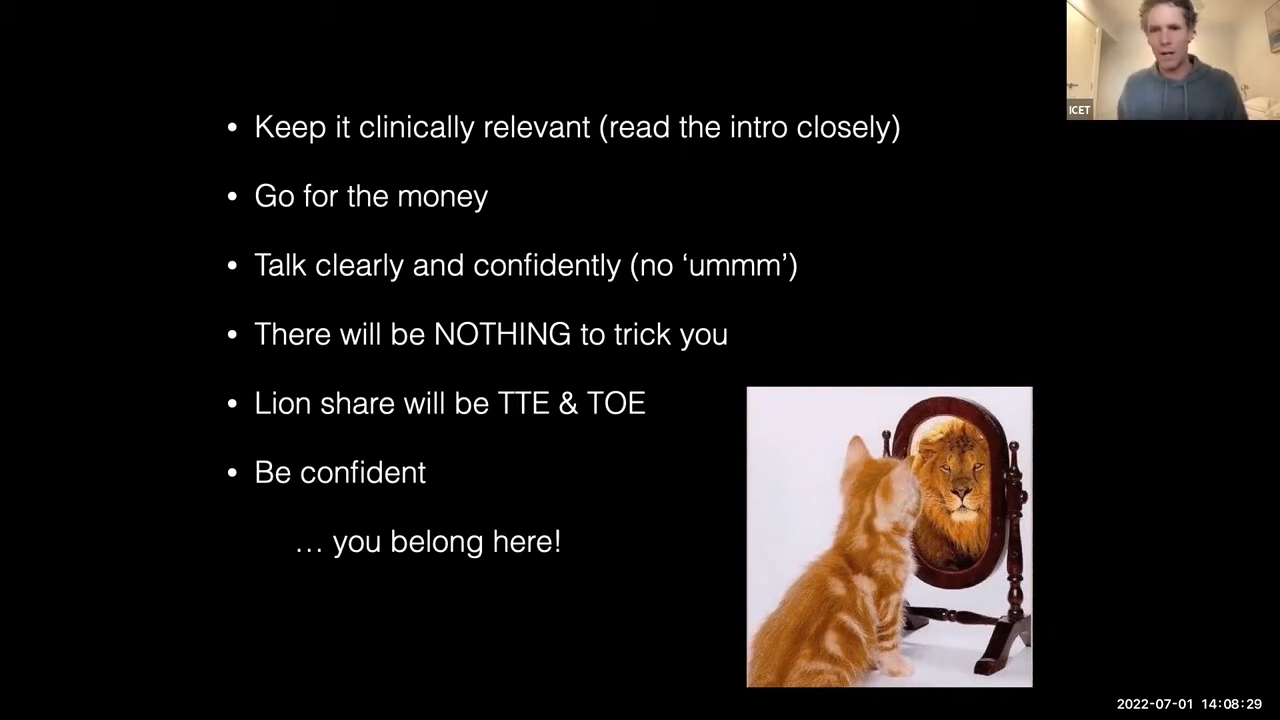 • Keep it clinically relevant (read the intro closely)
• Go for the money
• Talk clearly and confidently (no ‘ummm’)
• There will be NOTHING to trick you
• Lion share will be TTE & TOE
• Be confident
… you belong here!
ICET
2022-07-01 14:08:29